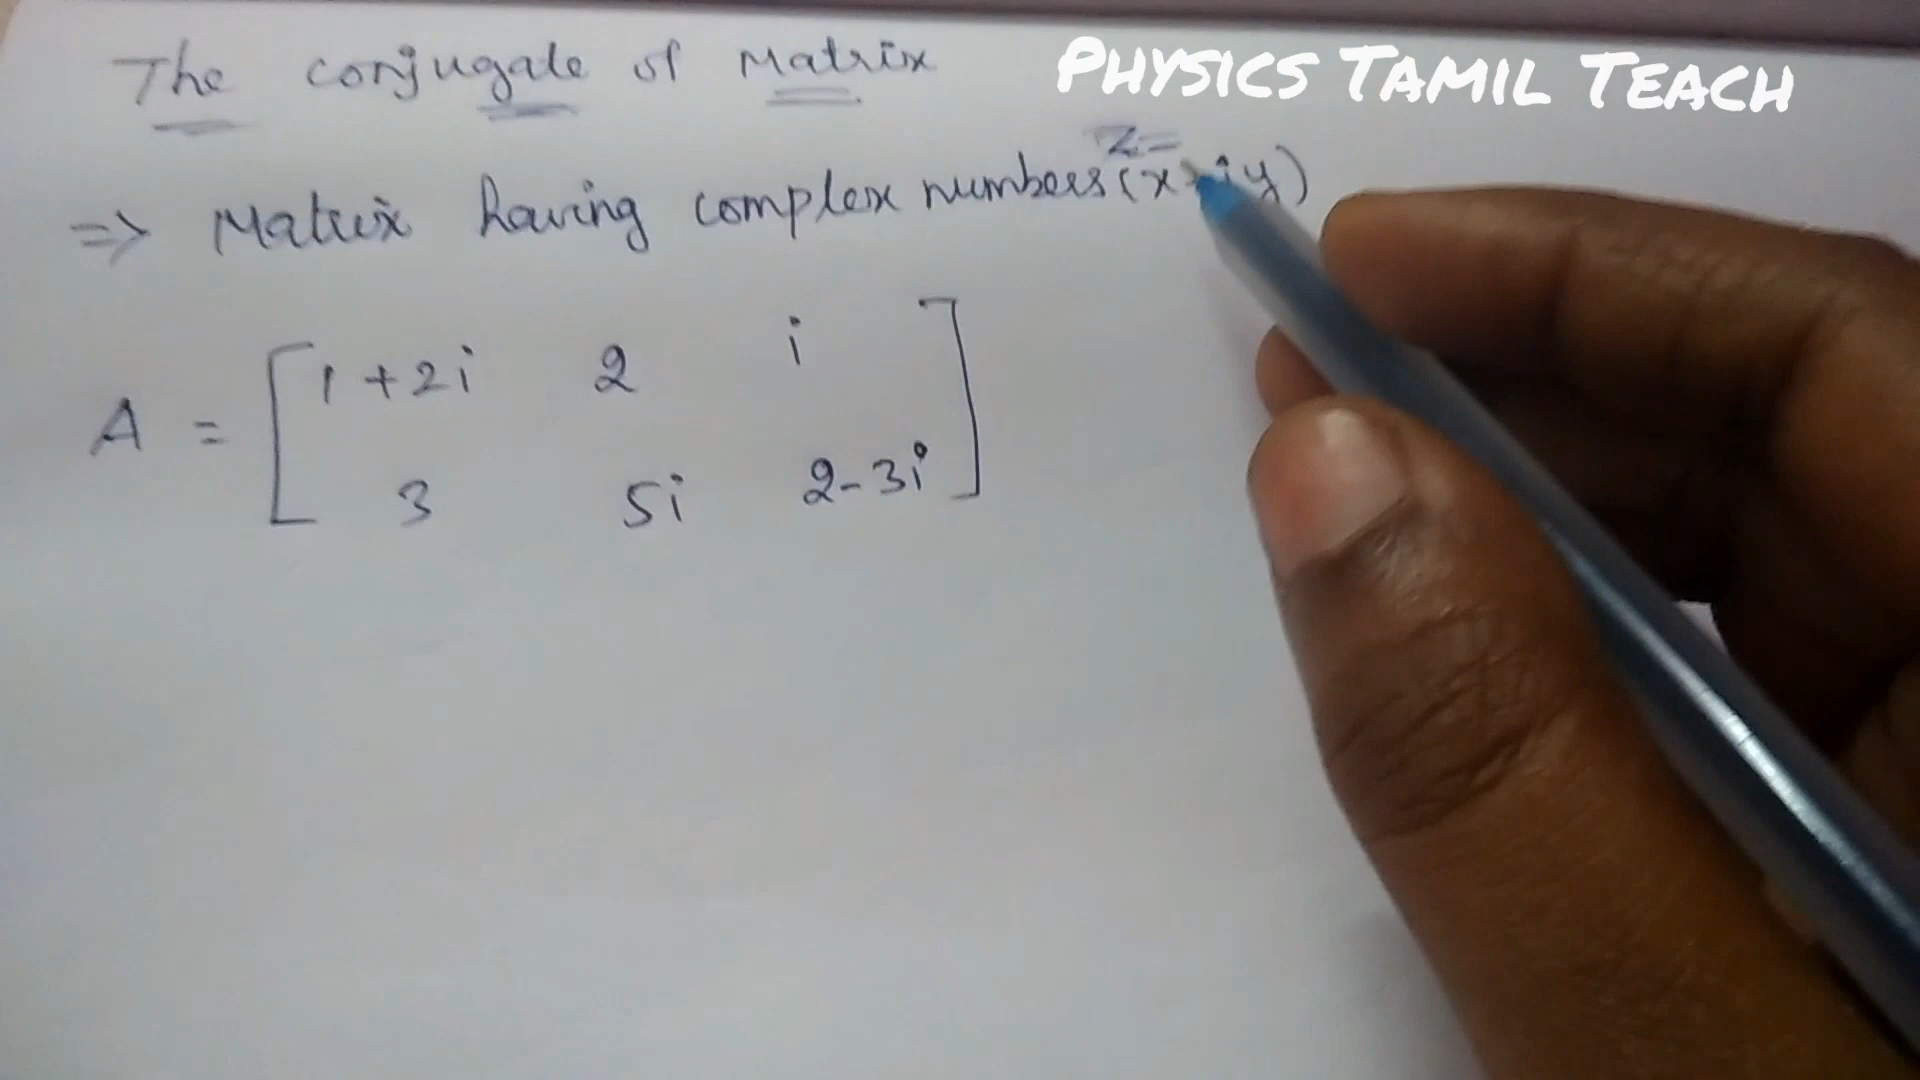 The conjugate of Matrix
PHYSICS TAMIL TEACH
z=
=> Matrix having complex numbers (x+iy)
A = [ 1+2i 2 i
3 5i 2-3i ]